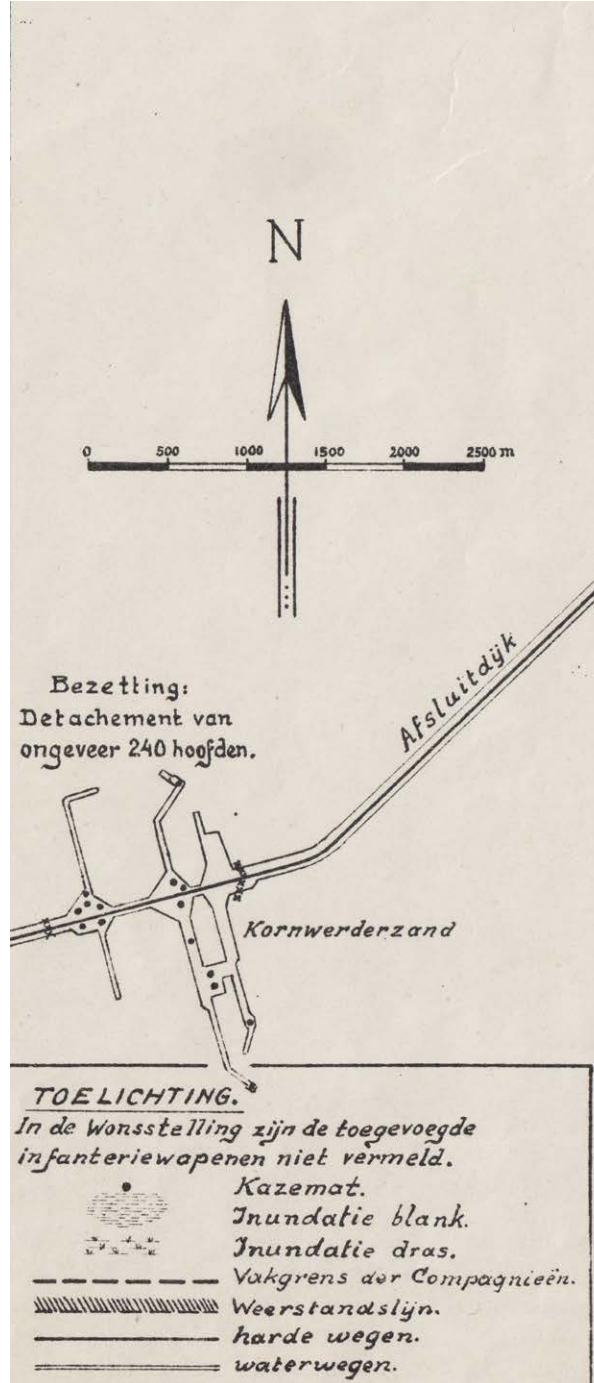 N
0 500 1000 1500 2000 2500 m
Afsluitdijk
Bezetting:
Detachement van
ongeveer 240 hoofden.
Kornwerderzand
TOELICHTING.
In de Wonsstelling zijn de toegevoegde
infanteriewapenen niet vermeld.
Kazemat.
Inundatie blank.
Inundatie dras.
Vakgrens der Compagnieën.
Weerstandslijn.
harde wegen.
waterwegen.